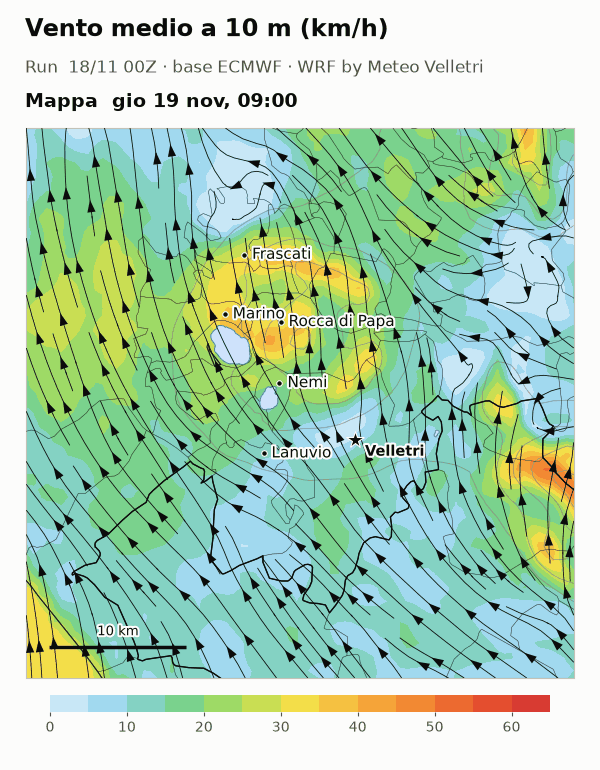 Vento medio a 10 m (km/h)
Run 18/11 00Z · base ECMWF · WRF by Meteo Velletri
Mappa gio 19 nov, 09:00
Frascati
Marino
Rocca di Papa
Nemi
Velletri
Lanuvio
10 km
0 10 20 30 40 50 60